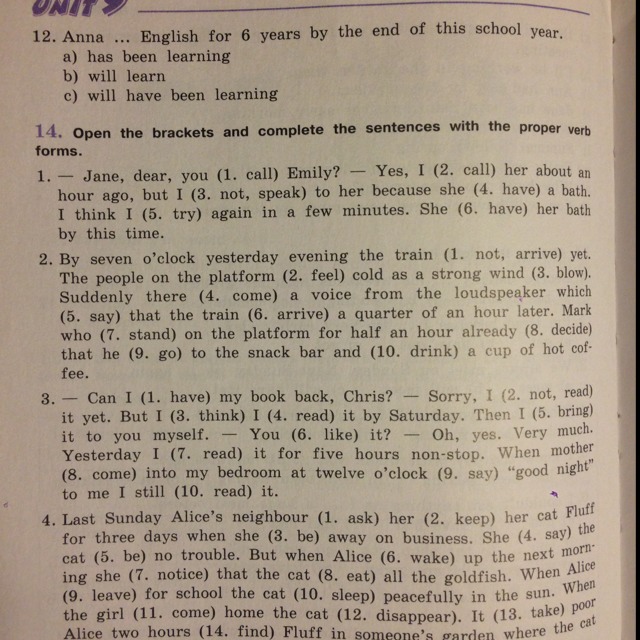 UNIT 9
12. Anna ... English for 6 years by the end of this school year.
a) has been learning
b) will learn
c) will have been learning
14. Open the brackets and complete the sentences with the proper verb
forms.
1. — Jane, dear, you (1. call) Emily? — Yes, I (2. call) her about an
hour ago, but I (3. not, speak) to her because she (4. have) a bath.
I think I (5. try) again in a few minutes. She (6. have) her bath
by this time.
2. By seven o'clock yesterday evening the train (1. not, arrive) yet.
The people on the platform (2. feel) cold as a strong wind (3. blow).
Suddenly there (4. come) a voice from the loudspeaker which
(5. say) that the train (6. arrive) a quarter of an hour later. Mark
who (7. stand) on the platform for half an hour already (8. decide)
that he (9. go) to the snack bar and (10. drink) a cup of hot cof-
fee.
3. — Can I (1. have) my book back, Chris? — Sorry, I (2. not, read)
it yet. But I (3. think) I (4. read) it by Saturday. Then I (5. bring)
it to you myself. — You (6. like) it? — Oh, yes. Very much.
Yesterday I (7. read) it for five hours non-stop. When mother
(8. come) into my bedroom at twelve o'clock (9. say) "good night"
to me I still (10. read) it.
4. Last Sunday Alice's neighbour (1. ask) her (2. keep) her cat Fluff
for three days when she (3. be) away on business. She (4. say) the
cat (5. be) no trouble. But when Alice (6. wake) up the next morn-
ing she (7. notice) that the cat (8. eat) all the goldfish. When Alice
(9. leave) for school the cat (10. sleep) peacefully in the sun. When
the girl (11. come) home the cat (12. disappear). It (13. take) poor
Alice two hours (14. find) Fluff in someone's garden where the cat